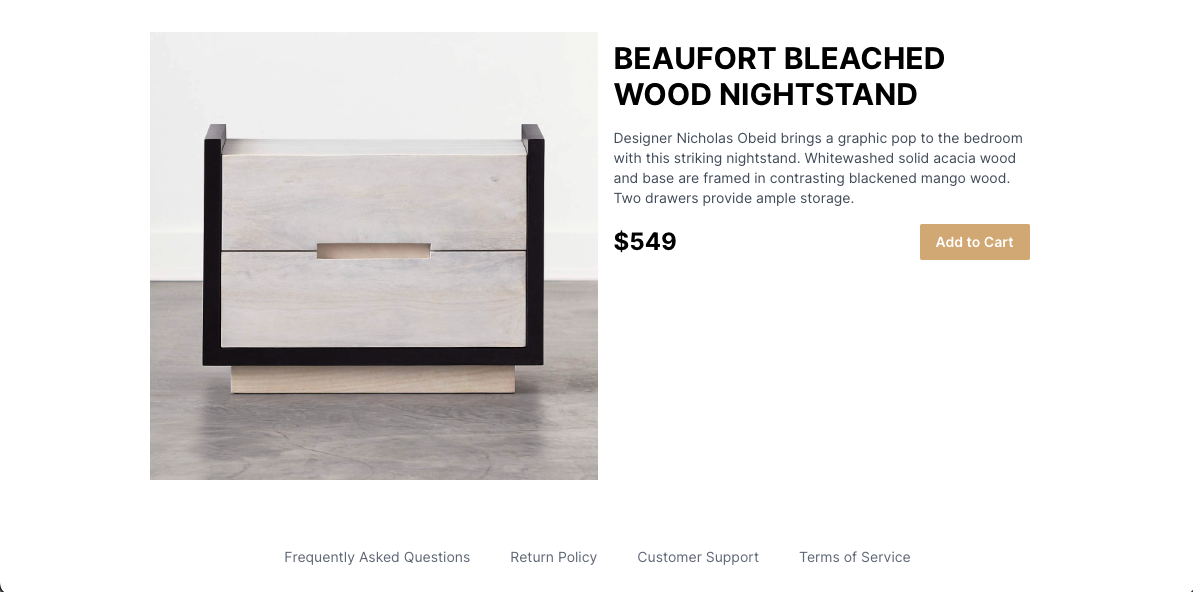 BEAUFORT BLEACHED
WOOD NIGHTSTAND
Designer Nicholas Obeid brings a graphic pop to the bedroom
with this striking nightstand. Whitewashed solid acacia wood
and base are framed in contrasting blackened mango wood.
Two drawers provide ample storage.
$549
Add to Cart
Frequently Asked Questions
Return Policy
Customer Support
Terms of Service